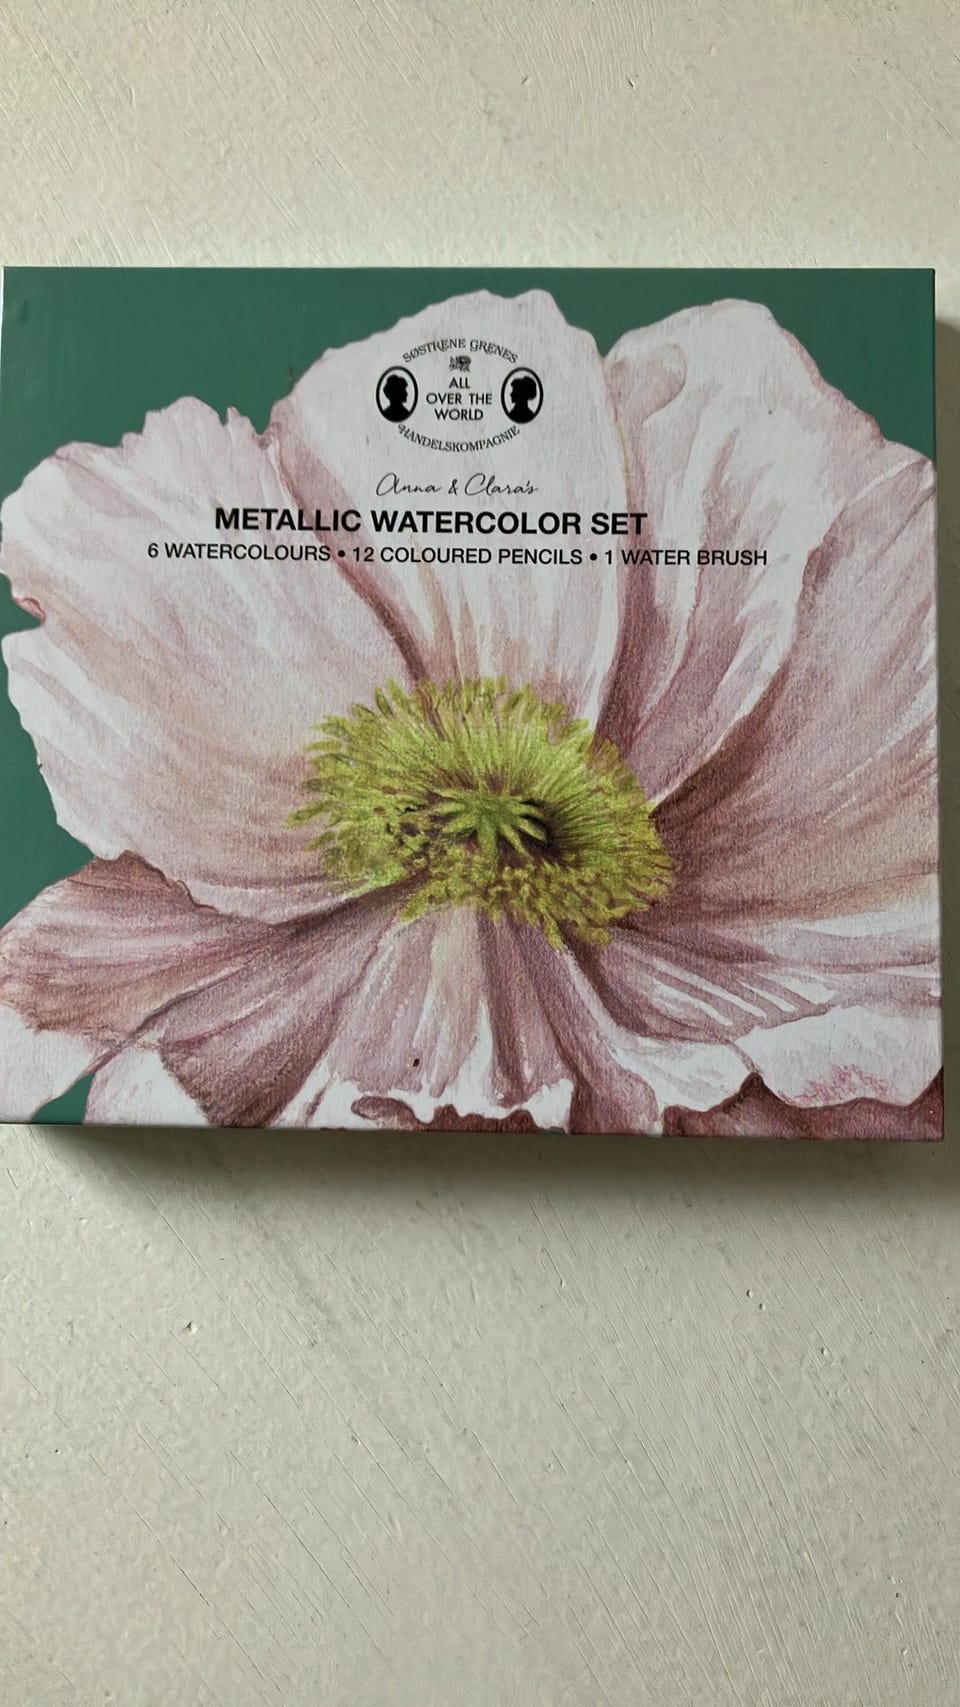 SØSTRENE GRENES
ALL
OVER THE
WORLD
HANDELSKOMPAGNIE
Anna & Clara's
METALLIC WATERCOLOR SET
6 WATERCOLOURS • 12 COLOURED PENCILS • 1 WATER BRUSH